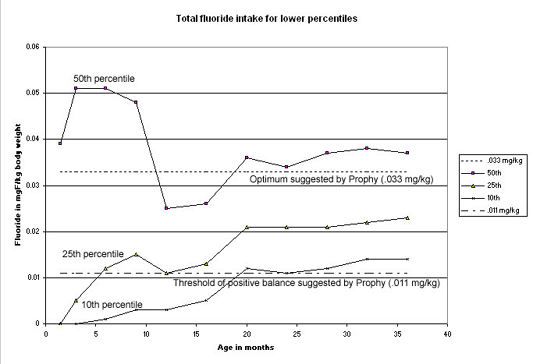 Total fluoride intake for lower percentiles
0.06
0.05
0.04
0.03
0.02
0.01
0
Fluoride in mgF/kg body weight
50th percentile
Optimum suggested by Prophy (.033 mg/kg)
25th percentile
Threshold of positive balance suggested by Prophy (.011 mg/kg)
10th percentile
0 5 10 15 20 25 30 35 40
Age in months
.033 mg/kg
50th
25th
10th
.011 mg/kg